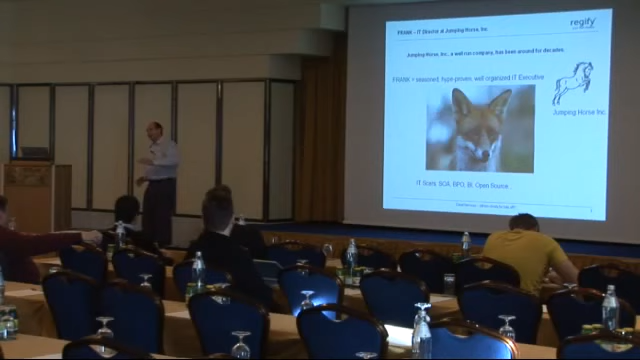 FRANK – IT Director at Jumping Horse, Inc.
regify
Jumping Horse, Inc., a well run company, has been around for decades.
FRANK = seasoned, hype-proven, well organized IT Executive
Jumping Horse Inc.
IT Scars: SOA, BPO, BI, Open Source...